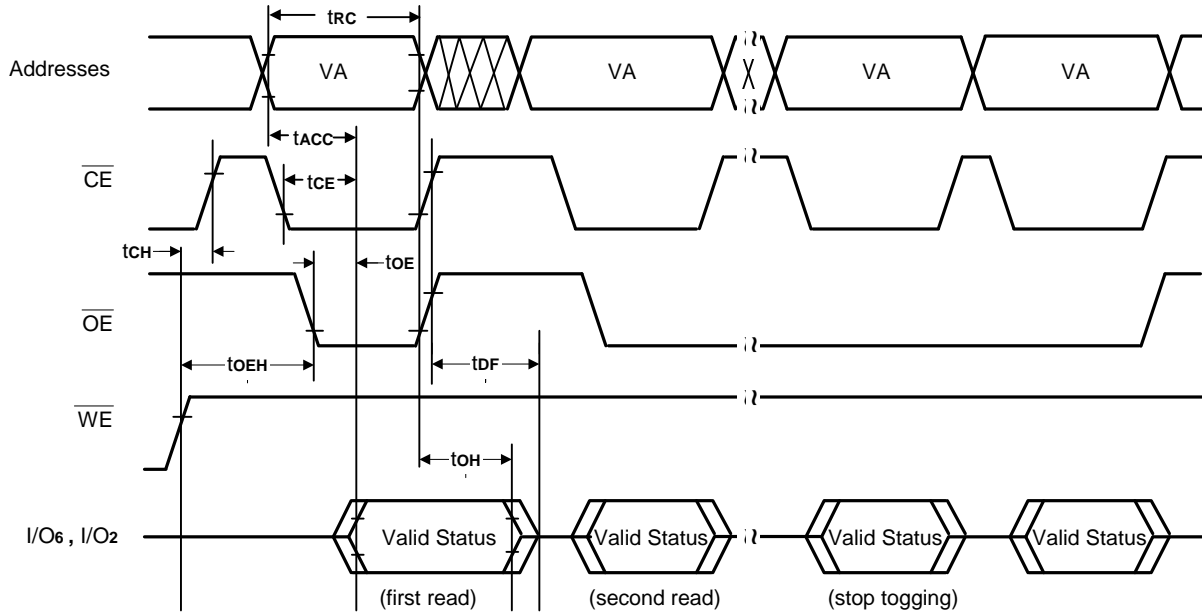 tRC
Addresses
VA
VA
VA
VA
tACC
CE
tCE
tCH
tOE
OE
tOEH
tDF
WE
tOH
I/O6 , I/O2
Valid Status
Valid Status
Valid Status
Valid Status
(first read)
(second read)
(stop togging)